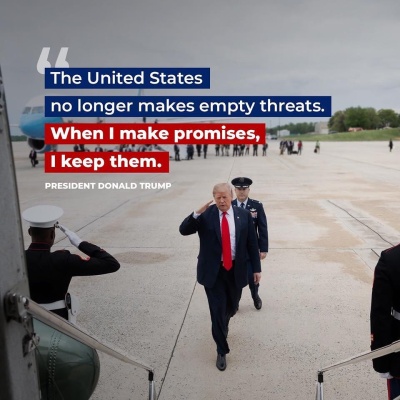 “
The United States
no longer makes empty threats.
When I make promises,
I keep them.
PRESIDENT DONALD TRUMP